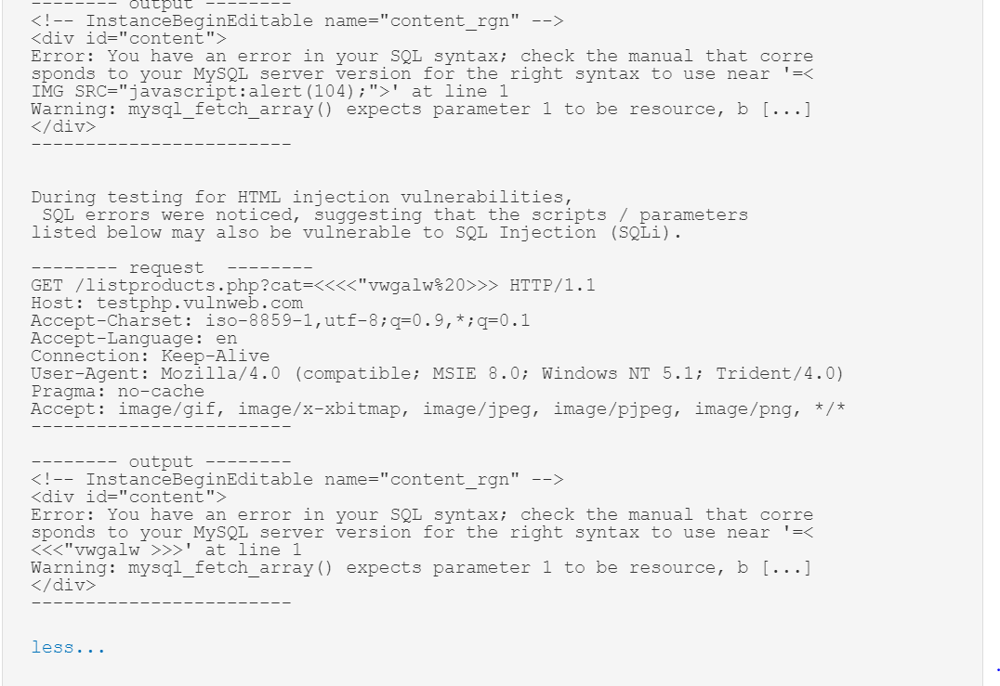 -------- output --------
<!-- InstanceBeginEditable name="content_rgn" -->
<div id="content">
Error: You have an error in your SQL syntax; check the manual that corre
sponds to your MySQL server version for the right syntax to use near '=<
IMG SRC="javascript:alert(104);">' at line 1
Warning: mysql_fetch_array() expects parameter 1 to be resource, b [...]
</div>
------------------------
During testing for HTML injection vulnerabilities,
 SQL errors were noticed, suggesting that the scripts / parameters
listed below may also be vulnerable to SQL Injection (SQLi).
-------- request  --------
GET /listproducts.php?cat=<<<<"vwgalw%20>>> HTTP/1.1
Host: testphp.vulnweb.com
Accept-Charset: iso-8859-1,utf-8;q=0.9,*;q=0.1
Accept-Language: en
Connection: Keep-Alive
User-Agent: Mozilla/4.0 (compatible; MSIE 8.0; Windows NT 5.1; Trident/4.0)
Pragma: no-cache
Accept: image/gif, image/x-xbitmap, image/jpeg, image/pjpeg, image/png, */*
------------------------
-------- output --------
<!-- InstanceBeginEditable name="content_rgn" -->
<div id="content">
Error: You have an error in your SQL syntax; check the manual that corre
sponds to your MySQL server version for the right syntax to use near '=<
<<<"vwgalw >>>' at line 1
Warning: mysql_fetch_array() expects parameter 1 to be resource, b [...]
</div>
------------------------
less...